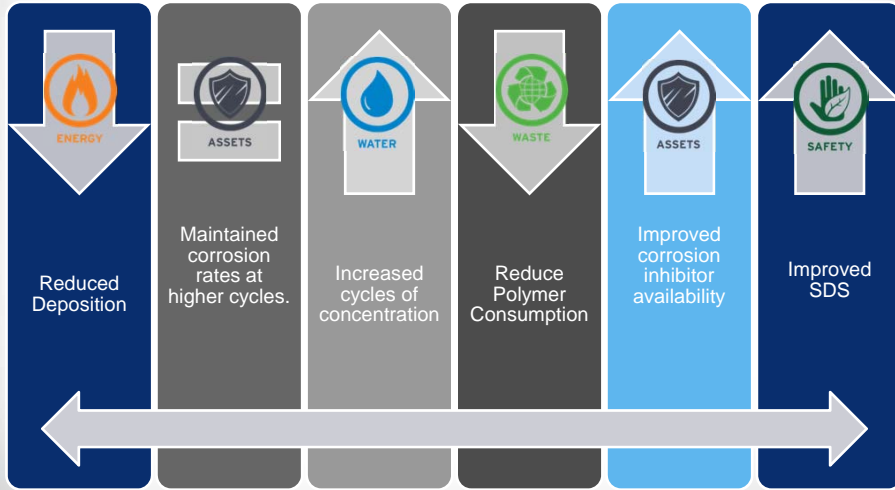 ENERGY
Reduced
Deposition
ASSETS
Maintained
corrosion
rates at
higher cycles.
WATER
Increased
cycles of
concentration
WASTE
Reduce
Polymer
Consumption
ASSETS
Improved
corrosion
inhibitor
availability
SAFETY
Improved
SDS